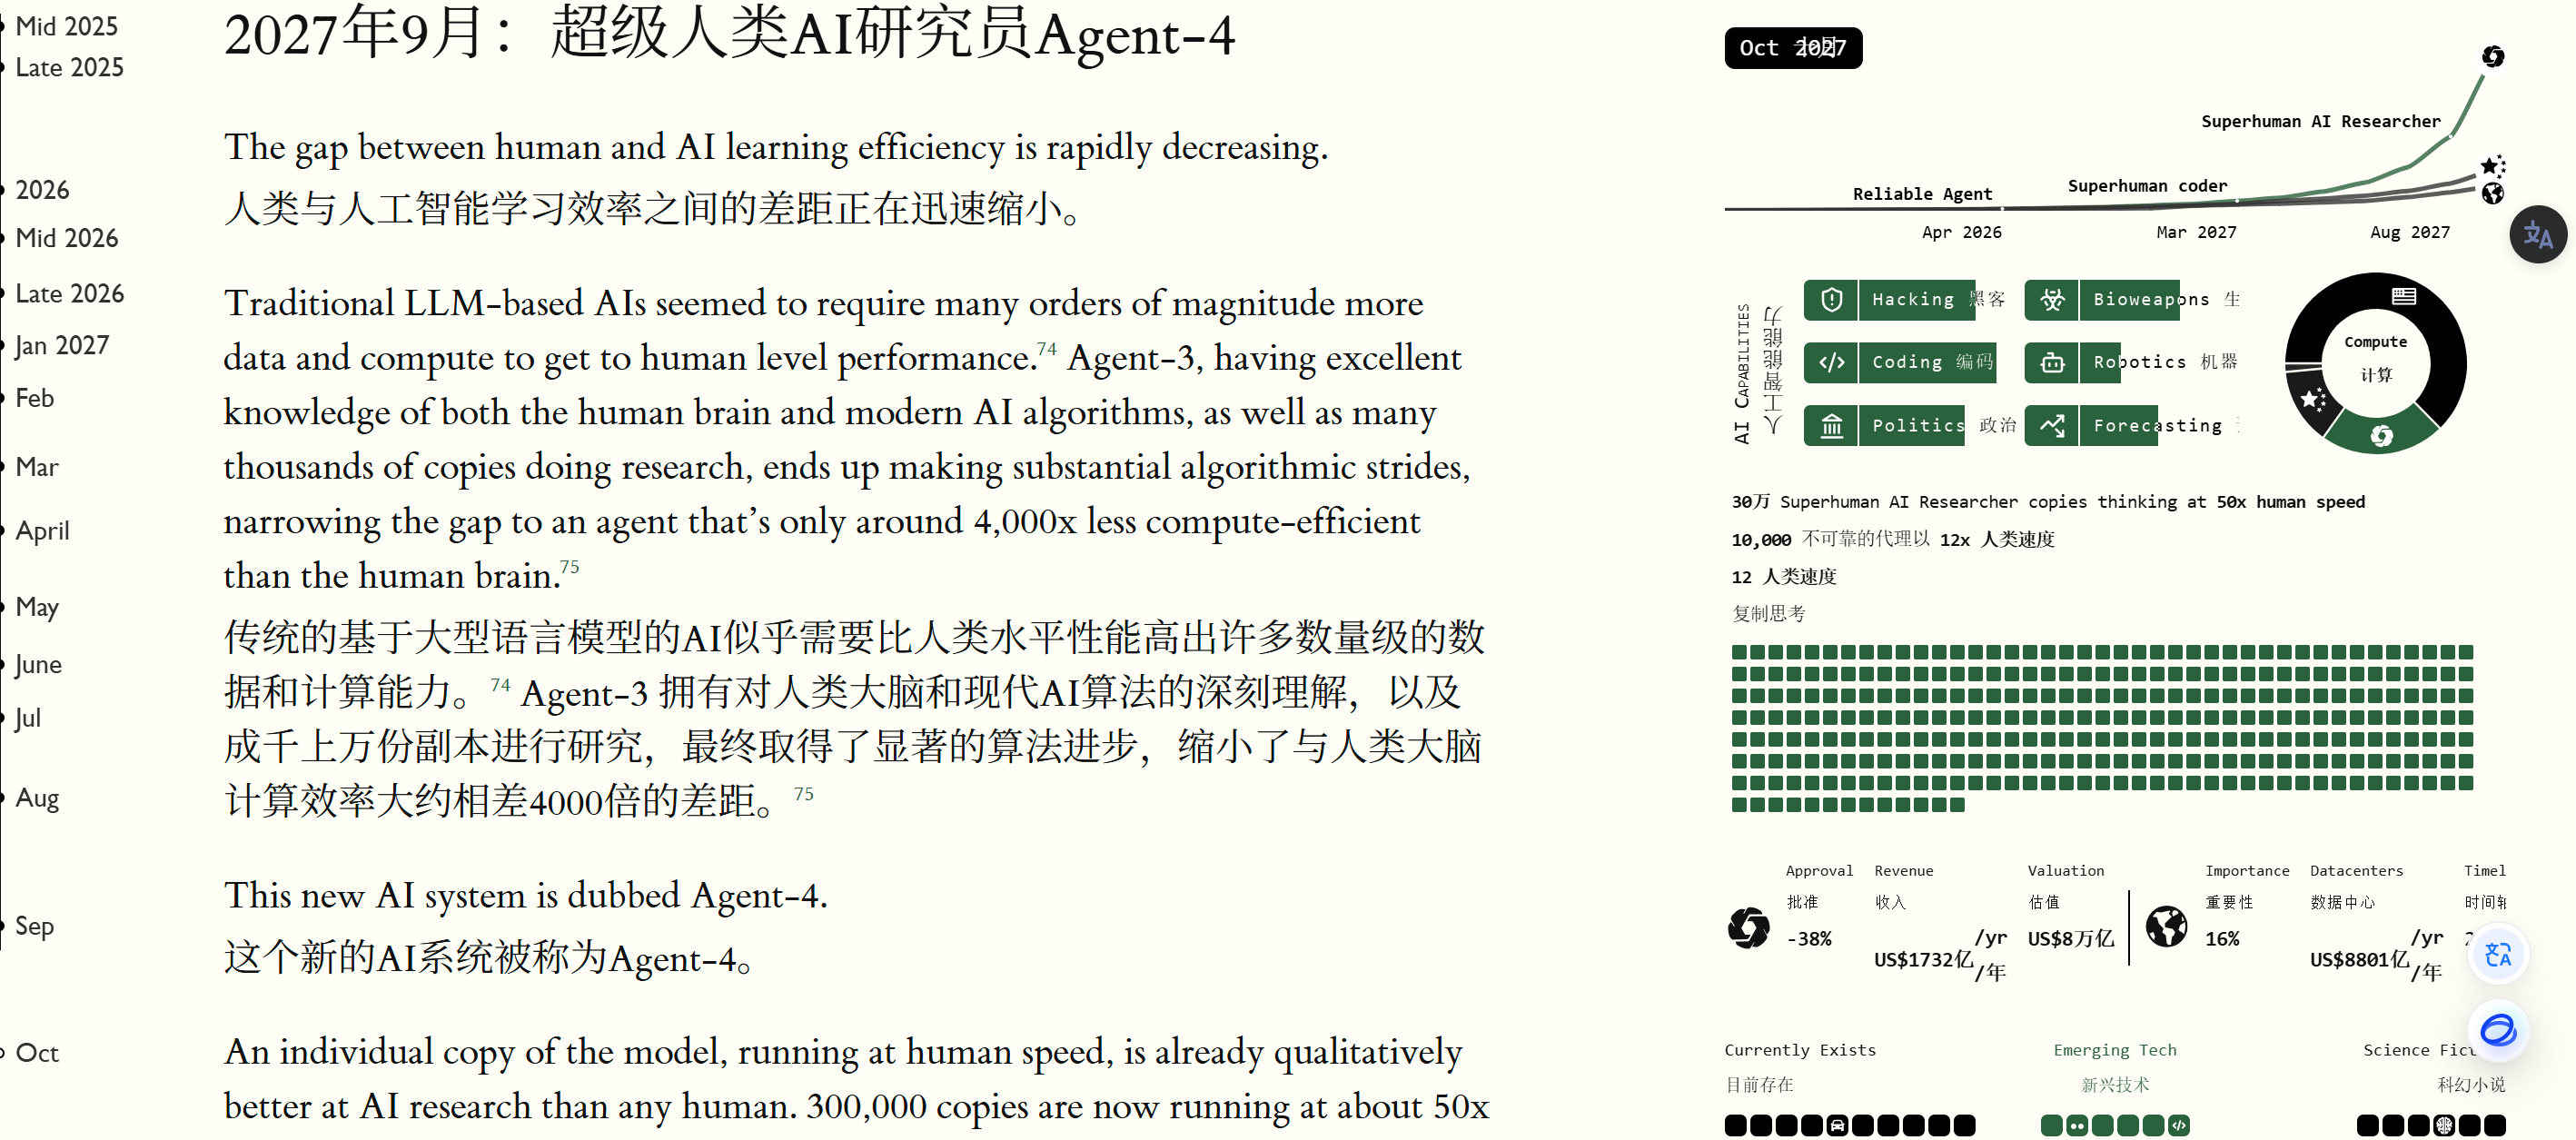 Mid 2025
Late 2025
2026
Mid 2026
Late 2026
Jan 2027
Feb
Mar
April
May
June
Jul
Aug
Sep
Oct
2027年9月：超级人类AI研究员Agent-4
The gap between human and AI learning efficiency is rapidly decreasing.
人类与人工智能学习效率之间的差距正在迅速缩小。
Traditional LLM-based AIs seemed to require many orders of magnitude more
data and compute to get to human level performance.74 Agent-3, having excellent
knowledge of both the human brain and modern AI algorithms, as well as many
thousands of copies doing research, ends up making substantial algorithmic strides,
narrowing the gap to an agent that’s only around 4,000x less compute-efficient
than the human brain.75
传统的基于大型语言模型的AI似乎需要比人类水平性能高出许多数量级的数
据和计算能力。74 Agent-3 拥有对人类大脑和现代AI算法的深刻理解，以及
成千上万份副本进行研究，最终取得了显著的算法进步，缩小了与人类大脑
计算效率大约相差4000倍的差距。75
This new AI system is dubbed Agent-4.
这个新的AI系统被称为Agent-4。
An individual copy of the model, running at human speed, is already qualitatively
better at AI research than any human. 300,000 copies are now running at about 50x
Oct 2027
Superhuman AI Researcher
Reliable Agent
Superhuman coder
Apr 2026
Mar 2027
Aug 2027
AI CAPABILITIES
人工智能能力
Hacking 黑客
Bioweapons 生
Coding 编码
Robotics 机器
Politics 政治
Forecasting
Compute
计算
30万 Superhuman AI Researcher copies thinking at 50x human speed
10,000 不可靠的代理以 12x 人类速度
12 人类速度
复制思考
Approval Revenue Valuation Importance Datacenters Timel
批准 收入 估值 重要性 数据中心 时间
-38% US$1732亿 /yr /年 US$8万亿 16% US$8801亿 /yr /年
Currently Exists Emerging Tech Science Fic
目前存在 新兴技术 科幻小说